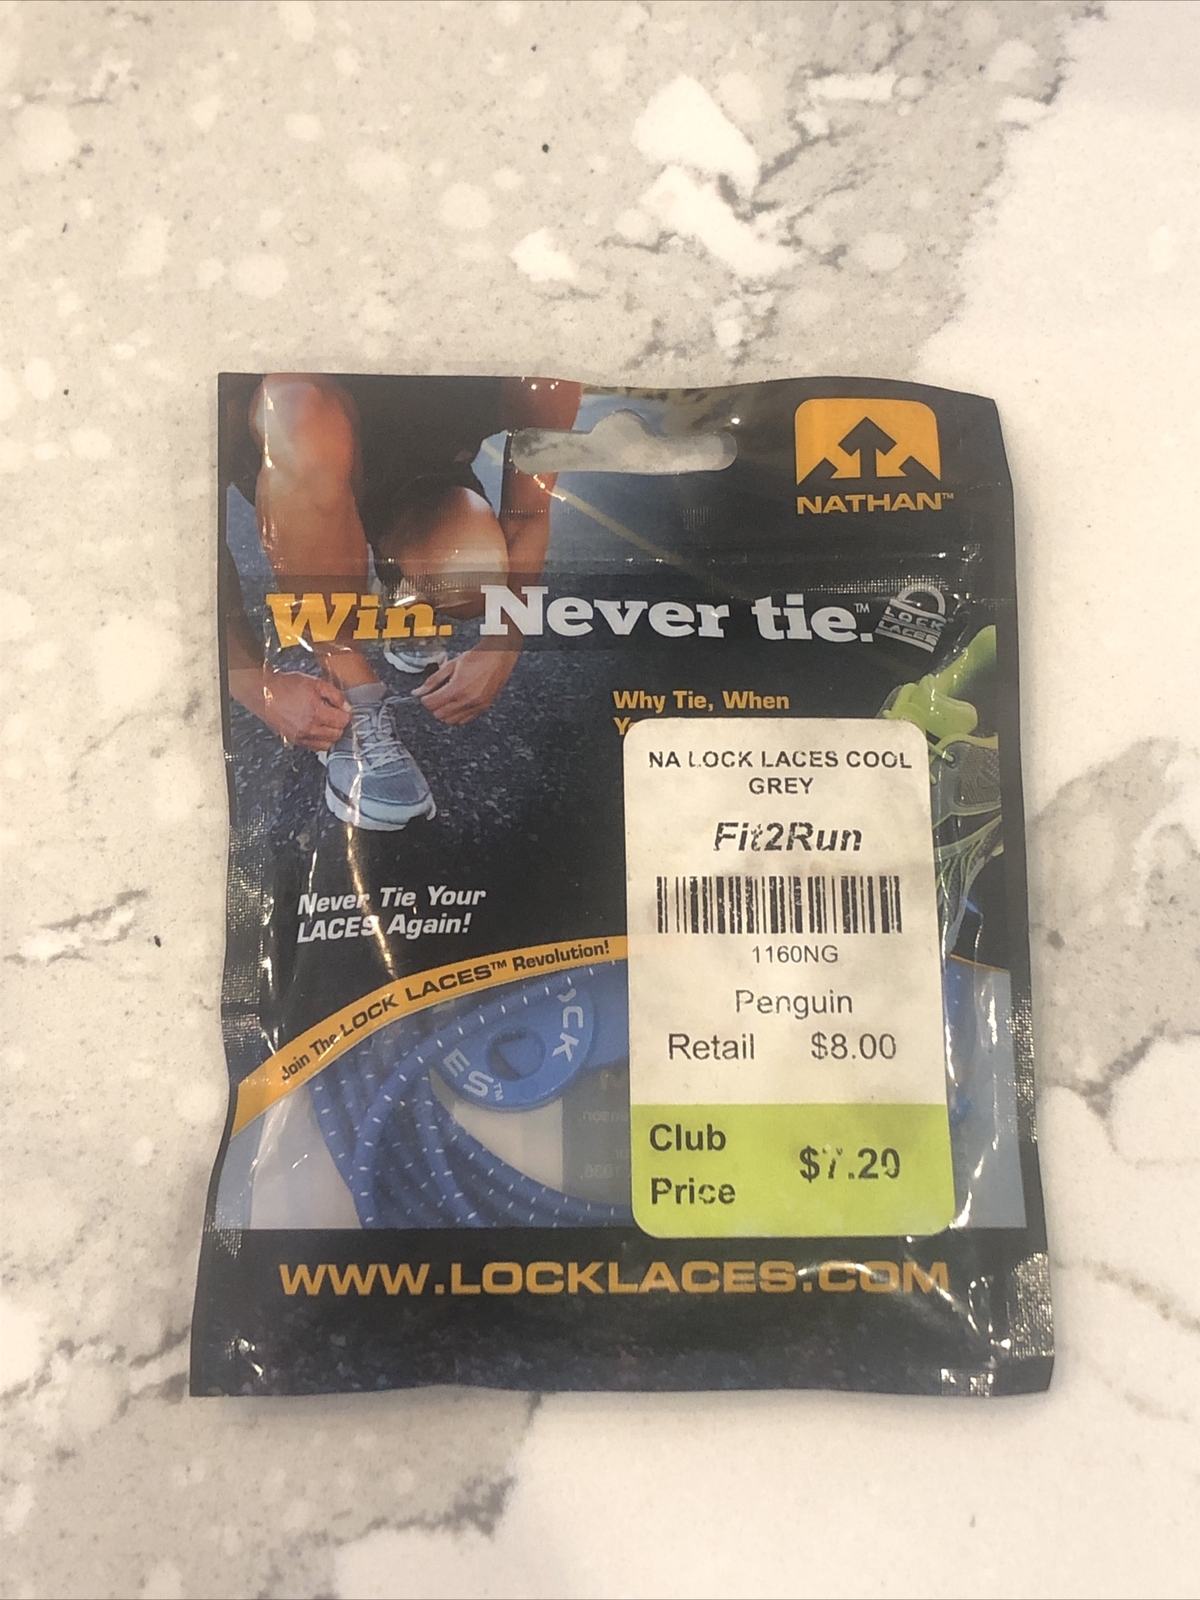 NATHAN™
Win. Never tie.™
LOCK
LACES®
Why Tie, When
NA LOCK LACES COOL
GREY
Fit2Run
1160NG
Penguin
Retail $8.00
Club
Price
$7.20
Never Tie Your
LACES Again!
Join The LOCK LACES™ Revolution!
OCK
ES™
WWW.LOCKLACES.COM